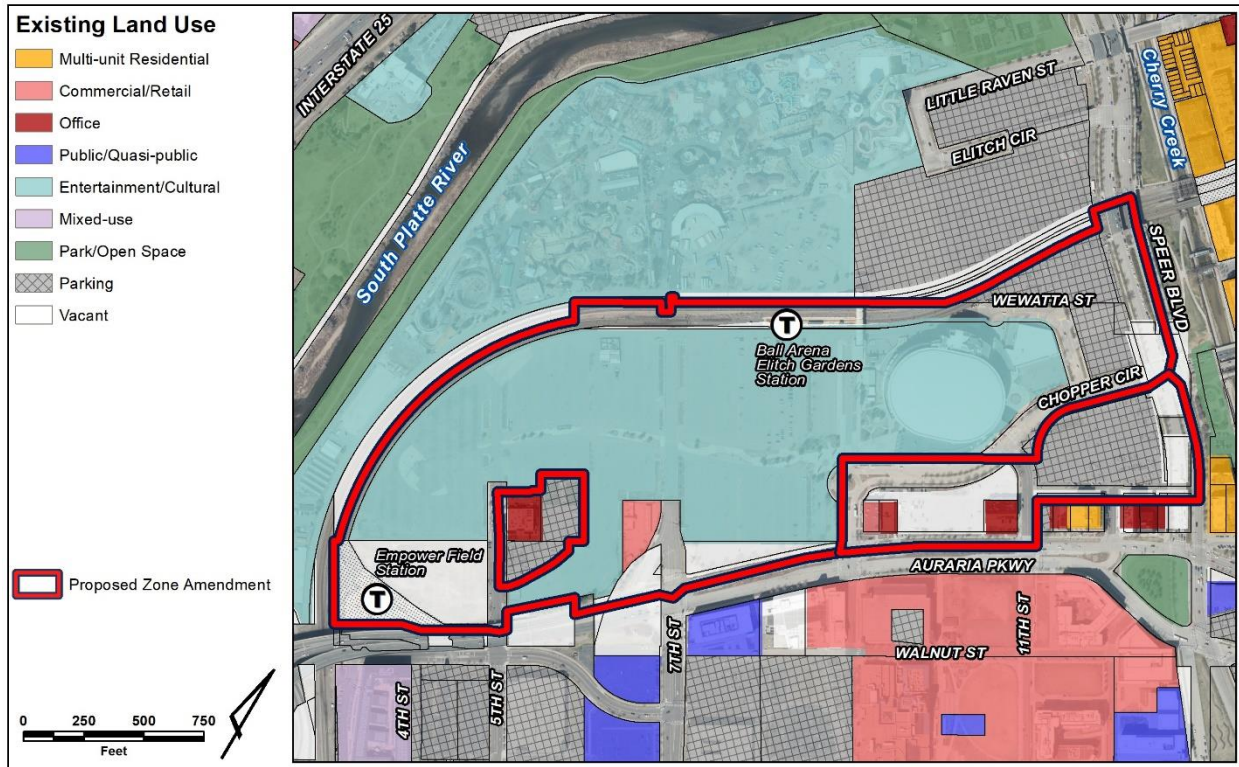 Existing Land Use
Multi-unit Residential
Commercial/Retail
Office
Public/Quasi-public
Entertainment/Cultural
Mixed-use
Park/Open Space
Parking
Vacant
Proposed Zone Amendment
0 250 500 750
Feet
INTERSTATE 25
South Platte River
LITTLE RAVEN ST
ELITCH CIR
Cherry Creek
SPEER BLVD
WEWATTA ST
T
Ball Arena
Elitch Gardens
Station
CHOPPER CIR
Empower Field
Station
T
AURARIA PKWY
WALNUT ST
4TH ST
5TH ST
7TH ST
11TH ST